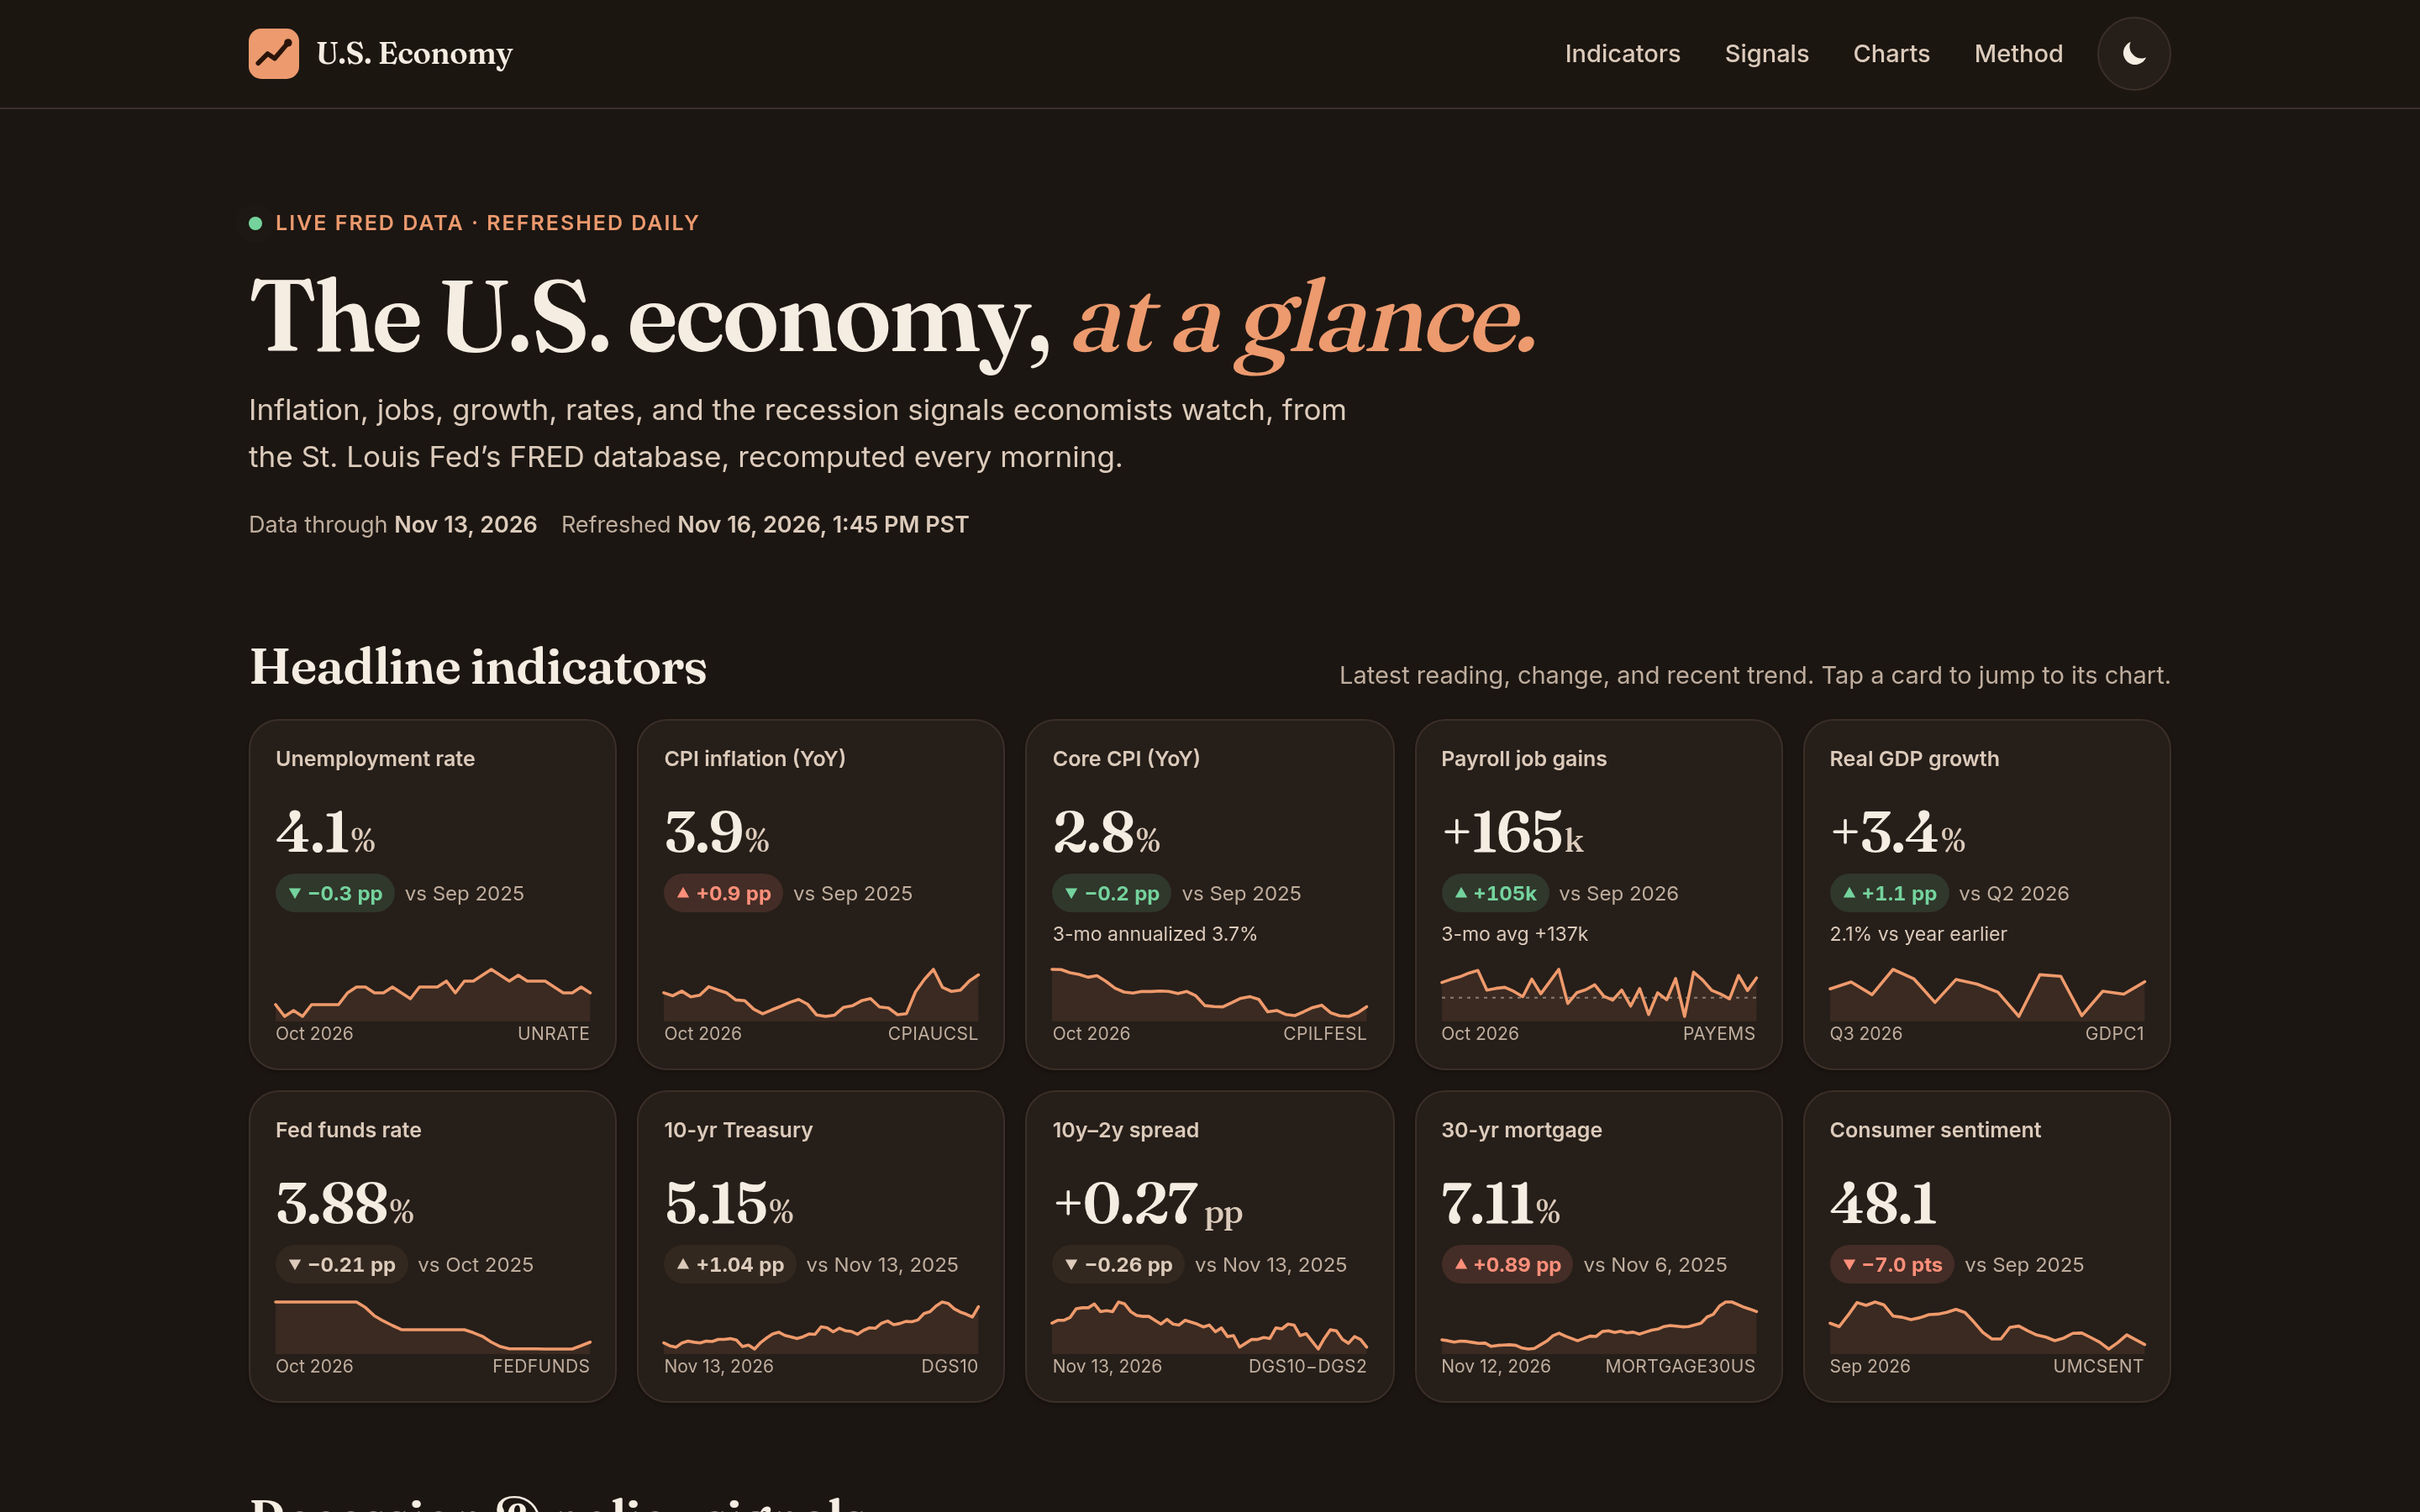 U.S. Economy
Indicators Signals Charts Method
LIVE FRED DATA · REFRESHED DAILY
The U.S. economy, at a glance.
Inflation, jobs, growth, rates, and the recession signals economists watch, from
the St. Louis Fed’s FRED database, recomputed every morning.
Data through Nov 13, 2026 Refreshed Nov 16, 2026, 1:45 PM PST
Headline indicators
Latest reading, change, and recent trend. Tap a card to jump to its chart.
Unemployment rate
4.1%
▼ −0.3 pp vs Sep 2025
Oct 2026 UNRATE
CPI inflation (YoY)
3.9%
▲ +0.9 pp vs Sep 2025
Oct 2026 CPIAUCSL
Core CPI (YoY)
2.8%
▼ −0.2 pp vs Sep 2025
3-mo annualized 3.7%
Oct 2026 CPILFESL
Payroll job gains
+165k
▲ +105k vs Sep 2026
3-mo avg +137k
Oct 2026 PAYEMS
Real GDP growth
+3.4%
▲ +1.1 pp vs Q2 2026
2.1% vs year earlier
Q3 2026 GDPC1
Fed funds rate
3.88%
▼ −0.21 pp vs Oct 2025
Oct 2026 FEDFUNDS
10-yr Treasury
5.15%
▲ +1.04 pp vs Nov 13, 2025
Nov 13, 2026 DGS10
10y–2y spread
+0.27 pp
▼ −0.26 pp vs Nov 13, 2025
Nov 13, 2026 DGS10−DGS2
30-yr mortgage
7.11%
▲ +0.89 pp vs Nov 6, 2025
Nov 12, 2026 MORTGAGE30US
Consumer sentiment
48.1
▼ −7.0 pts vs Sep 2025
Sep 2026 UMCSENT